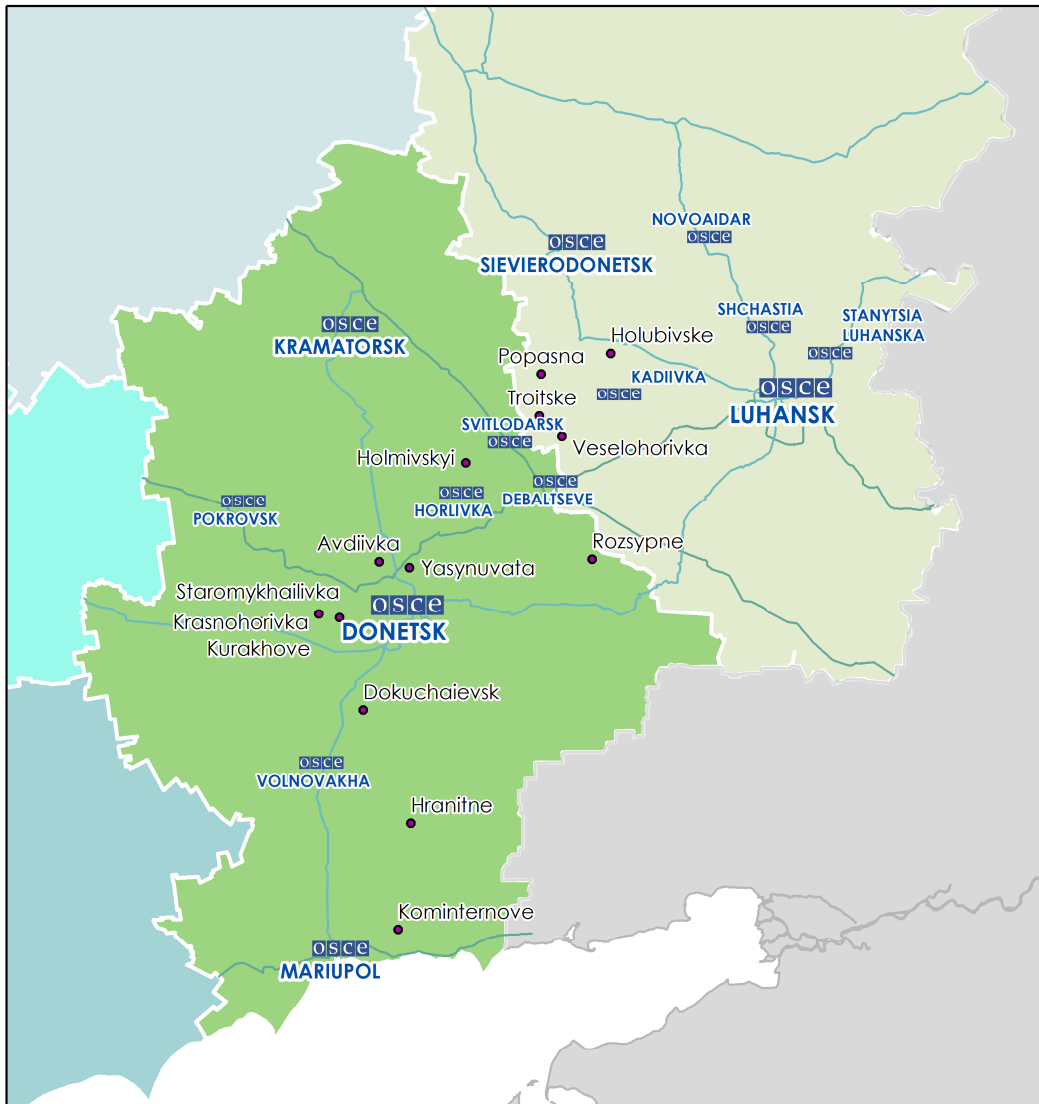 NOVOAIDAR
osce
osce
SIEVIERODONETSK
SHCHASTIA
osce
STANYTSIA
LUHANSKA
osce
osce
KRAMATORSK
Holubivske
Popasna
KADIIVKA
osce
osce
LUHANSK
Troitske
SVITLODARSK
osce
Veselohorivka
Holmivskyi
osce
HORLIVKA
osce
DEBALTSEVE
osce
POKROVSK
Avdiivka
Yasynuvata
Rozsypne
Staromykhailivka
Krasnohorivka
Kurakhove
osce
DONETSK
Dokuchaievsk
osce
VOLNOVAKHA
Hranitne
Kominternove
osce
MARIUPOL